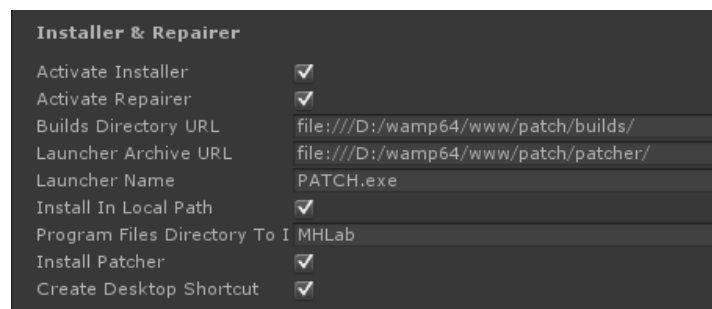 Installer & Repairer
Activate Installer
Activate Repairer
Builds Directory URL file:///D:/wamp64/www/patch/builds/
Launcher Archive URL file:///D:/wamp64/www/patch/patcher/
Launcher Name PATCH.exe
Install In Local Path
Program Files Directory To I MHLab
Install Patcher
Create Desktop Shortcut